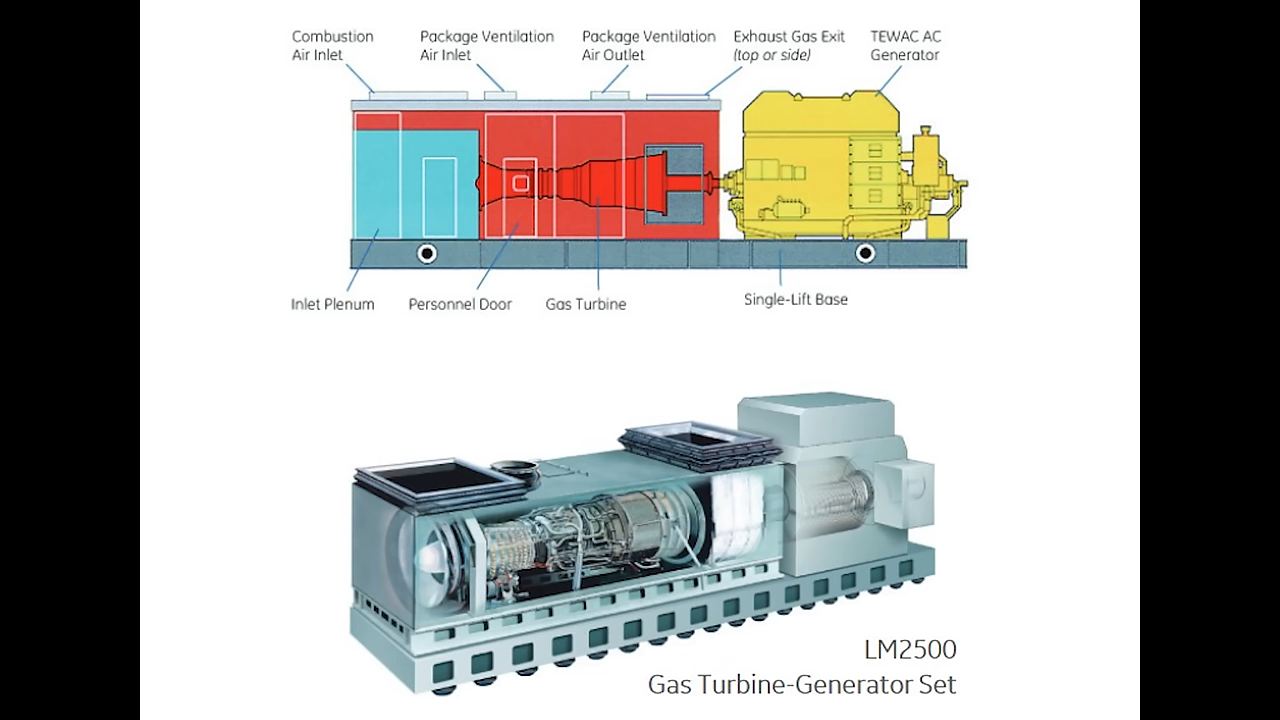 Combustion
Air Inlet
Package Ventilation
Air Inlet
Package Ventilation
Air Outlet
Exhaust Gas Exit
(top or side)
TEWAC AC
Generator
Inlet Plenum
Personnel Door
Gas Turbine
Single-Lift Base
LM2500
Gas Turbine-Generator Set